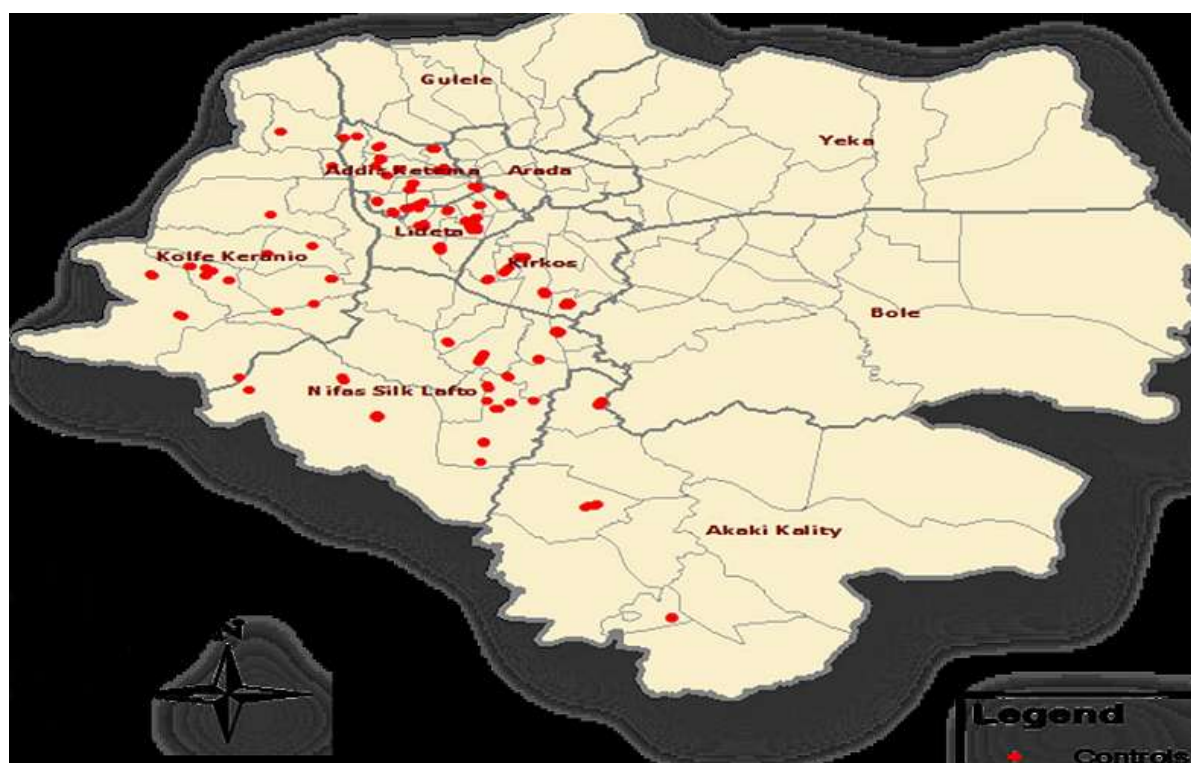 Gulele
Yeka
Addis Ketema
Arada
Lideta
Kolfe Keranio
Kirkos
Bole
Nifas Silk Lafto
Akaki Kality
N
Legend
Controls